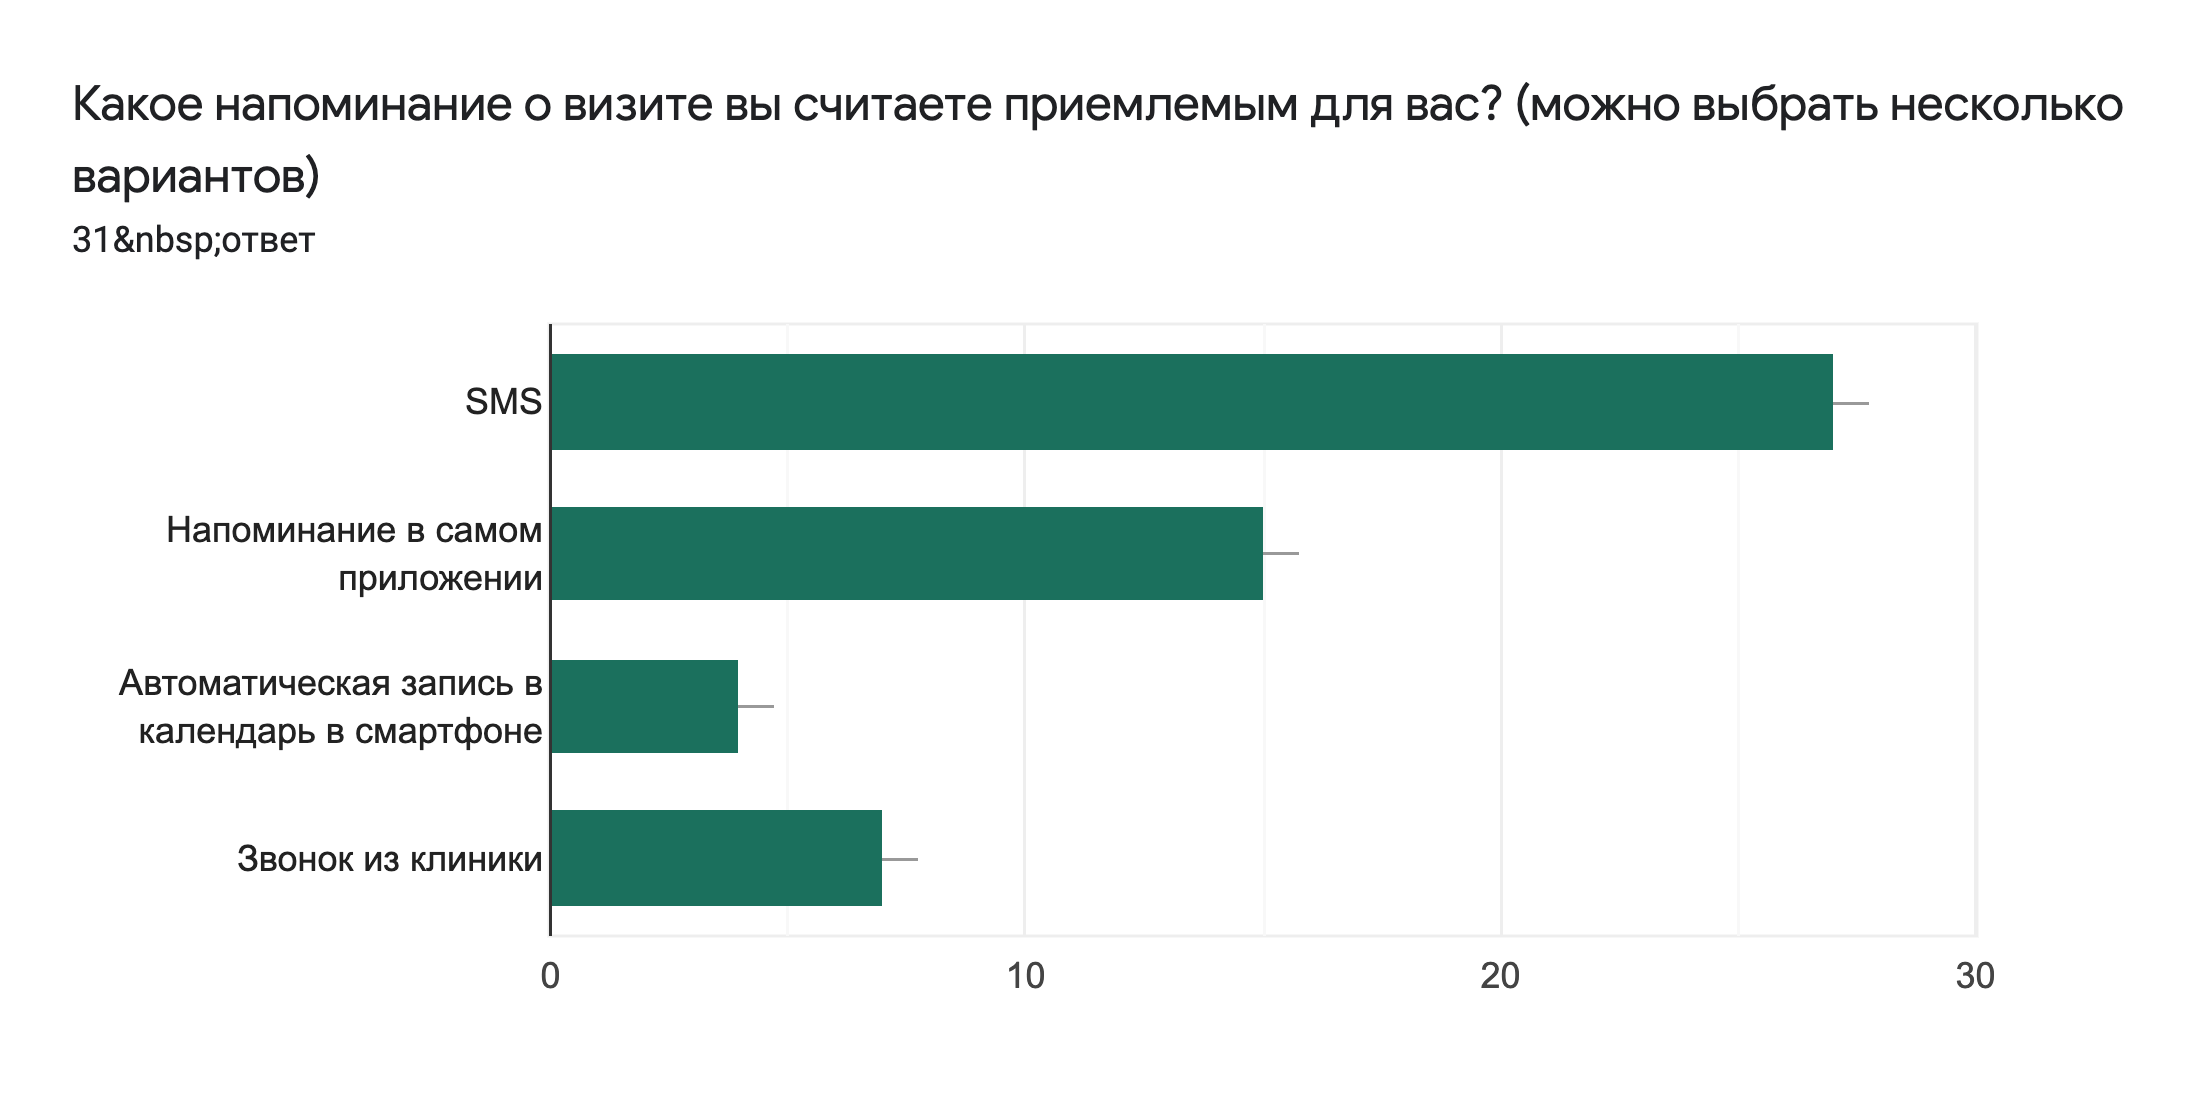 Какое напоминание о визите вы считаете приемлемым для вас? (можно выбрать несколько
вариантов)
31&nbsp;ответ
SMS
Напоминание в самом
приложении
Автоматическая запись в
календарь в смартфоне
Звонок из клиники
0 10 20 30